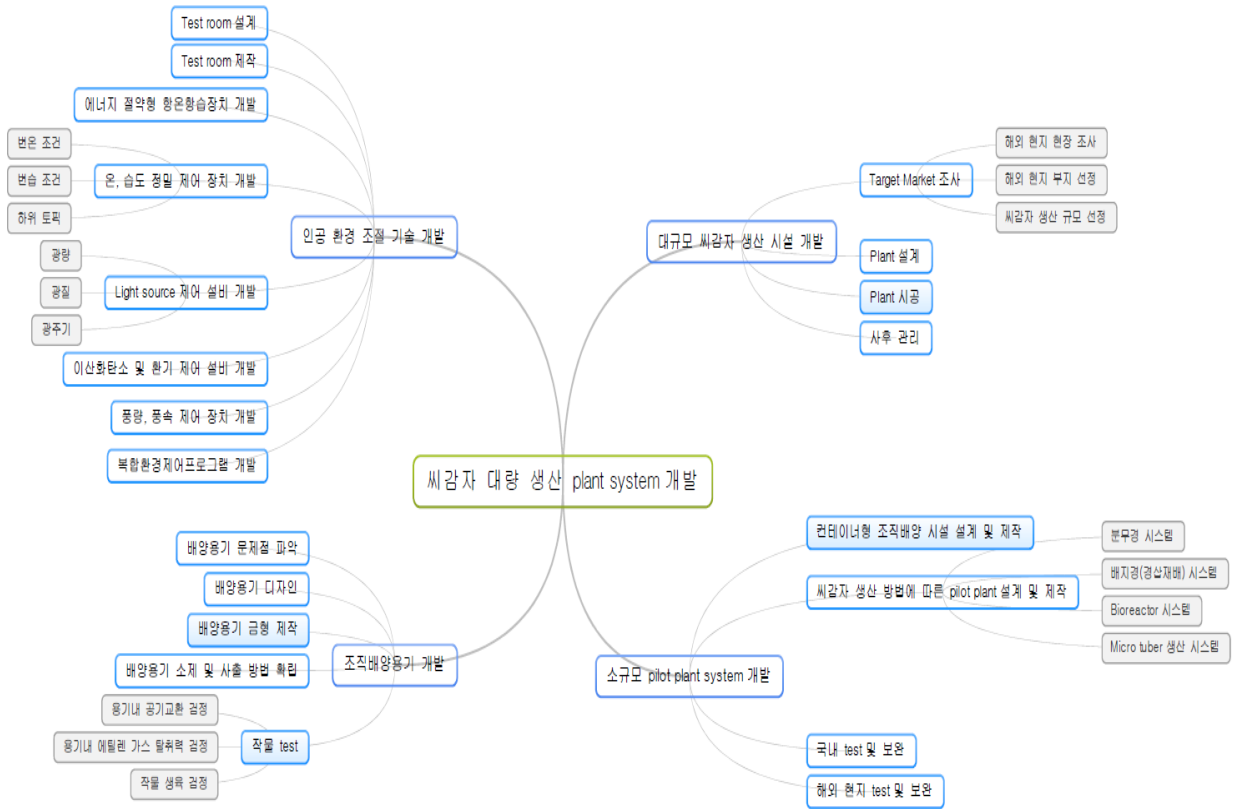 씨감자 대량 생산 plant system 개발
인공 환경 조절 기술 개발
Test room 설계
Test room 제작
에너지 절약형 항온항습장치 개발
온, 습도 정밀 제어 장치 개발
변온 조건
변습 조건
하위 토픽
Light source 제어 설비 개발
광량
광질
광주기
이산화탄소 및 환기 제어 설비 개발
풍량, 풍속 제어 장치 개발
복합환경제어프로그램 개발
조직배양용기 개발
배양용기 문제점 파악
배양용기 디자인
배양용기 금형 제작
배양용기 소제 및 사출 방법 확립
작물 test
용기내 공기교환 검정
용기내 에틸렌 가스 탈취력 검정
작물 생육 검정
대규모 씨감자 생산 시설 개발
Target Market 조사
해외 현지 현장 조사
해외 현지 부지 선정
씨감자 생산 규모 선정
Plant 설계
Plant 시공
사후 관리
소규모 pilot plant system 개발
컨테이너형 조직배양 시설 설계 및 제작
씨감자 생산 방법에 따른 pilot plant 설계 및 제작
분무경 시스템
배지경(경삽재배) 시스템
Bioreactor 시스템
Micro tuber 생산 시스템
국내 test 및 보완
해외 현지 test 및 보완